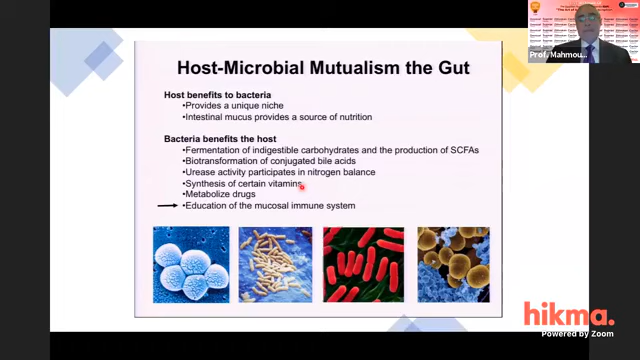 Host-Microbial Mutualism the Gut
Host benefits to bacteria
•Provides a unique niche
•Intestinal mucus provides a source of nutrition
Bacteria benefits the host
•Fermentation of indigestible carbohydrates and the production of SCFAs
•Biotransformation of conjugated bile acids
•Urease activity participates in nitrogen balance
•Synthesis of certain vitamins
•Metabolize drugs
•Education of the mucosal immune system
Prof. Mahmou...
hikma.
Powered by Zoom